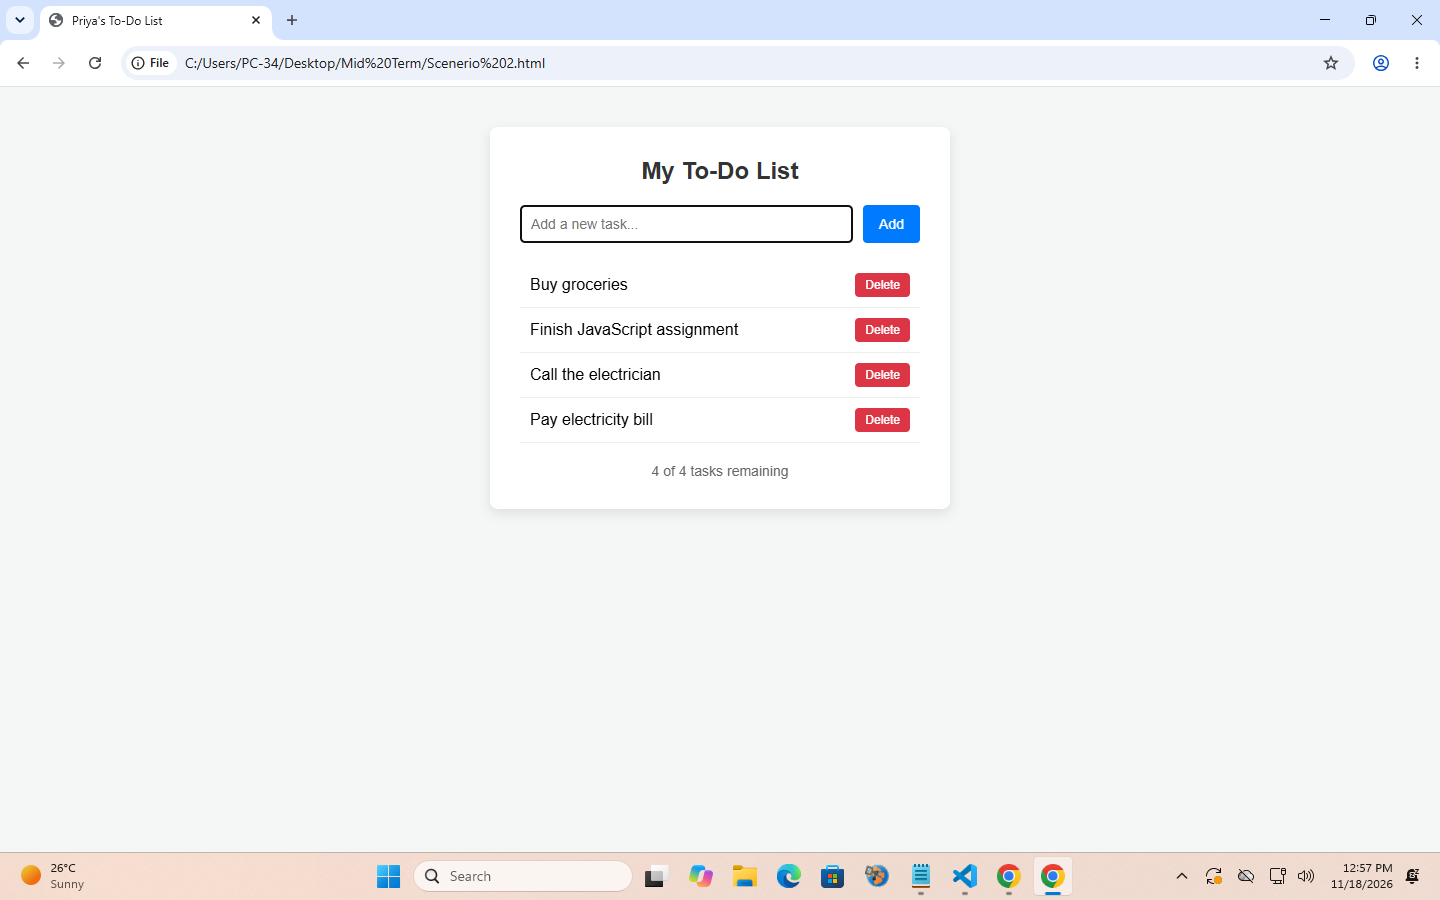 Priya's To-Do List
File
C:/Users/PC-34/Desktop/Mid%20Term/Scenerio%202.html
My To-Do List
Add a new task...
Add
Buy groceries
Delete
Finish JavaScript assignment
Delete
Call the electrician
Delete
Pay electricity bill
Delete
4 of 4 tasks remaining
26°C
Sunny
Search
12:57 PM
11/18/2026